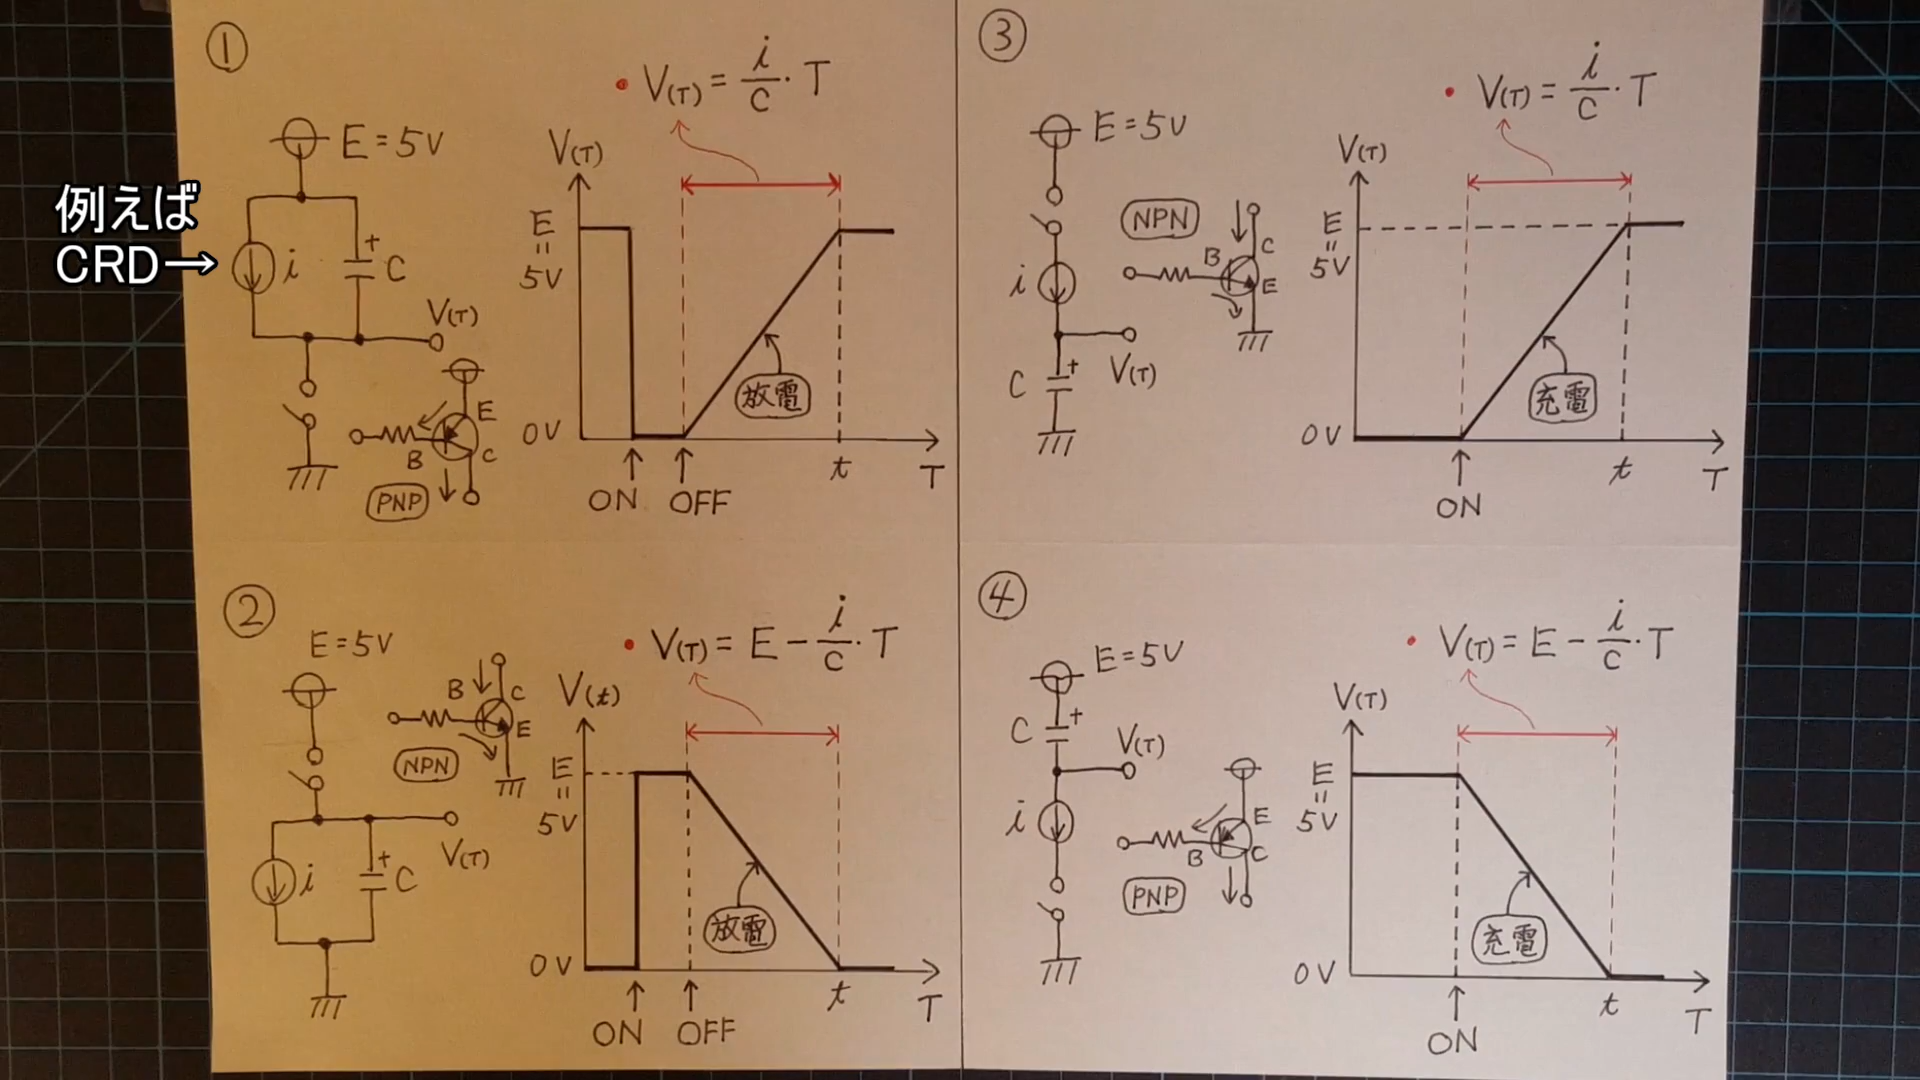 ①
V(T) = i/c · T
E = 5V
例えば
CRD→
i
+
C
V(T)
E
B
C
PNP
V(T)
E
=
5V
0V
放電
ON
OFF
t
T
③
V(T) = i/c · T
E = 5V
NPN
B
C
E
i
V(T)
C
+
V(T)
E
=
5V
0V
充電
ON
t
T
②
V(T) = E − i/c · T
E = 5V
B
C
E
NPN
i
+
C
V(T)
V(t)
E
=
5V
0V
放電
ON
OFF
t
T
④
V(T) = E − i/c · T
E = 5V
C
+
V(T)
i
E
B
C
PNP
V(T)
E
=
5V
0V
充電
ON
t
T